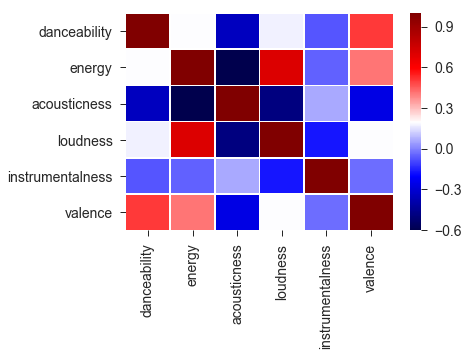 danceability
energy
acousticness
loudness
instrumentalness
valence
danceability
energy
acousticness
loudness
instrumentalness
valence
0.9
0.6
0.3
0.0
−0.3
−0.6